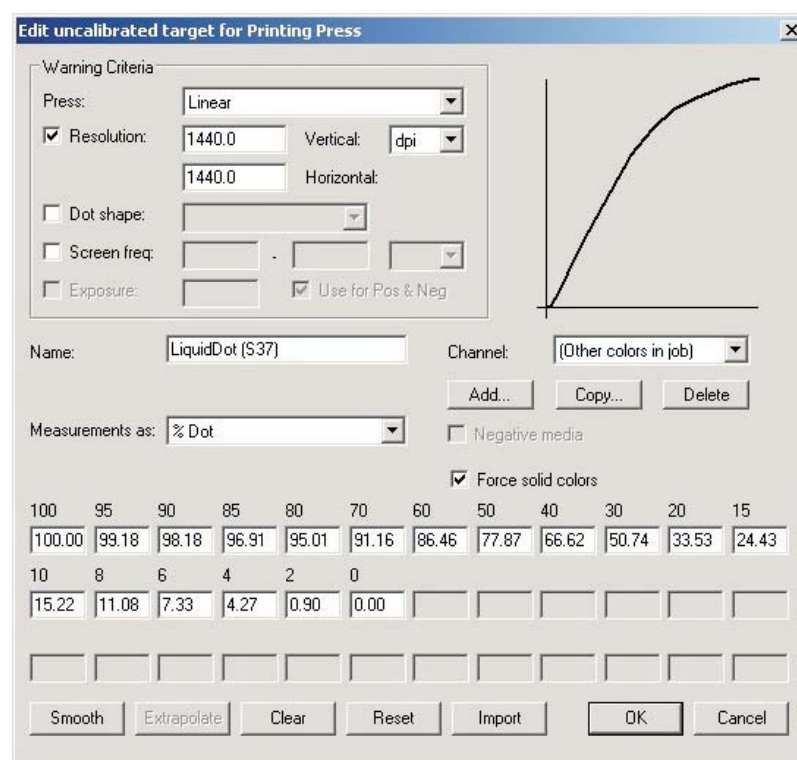 Edit uncalibrated target for Printing Press
Warning Criteria
Press: Linear
Resolution: 1440.0 Vertical: dpi
1440.0 Horizontal:
Dot shape:
Screen freq: -
Exposure: Use for Pos & Neg
Name: LiquidDot (S37) Channel: (Other colors in job)
Add... Copy... Delete
Measurements as: % Dot Negative media
Force solid colors
100 95 90 85 80 70 60 50 40 30 20 15
100.00 99.18 98.18 96.91 95.01 91.16 86.46 77.87 66.62 50.74 33.53 24.43
10 8 6 4 2 0
15.22 11.08 7.33 4.27 0.90 0.00
Smooth Extrapolate Clear Reset Import OK Cancel